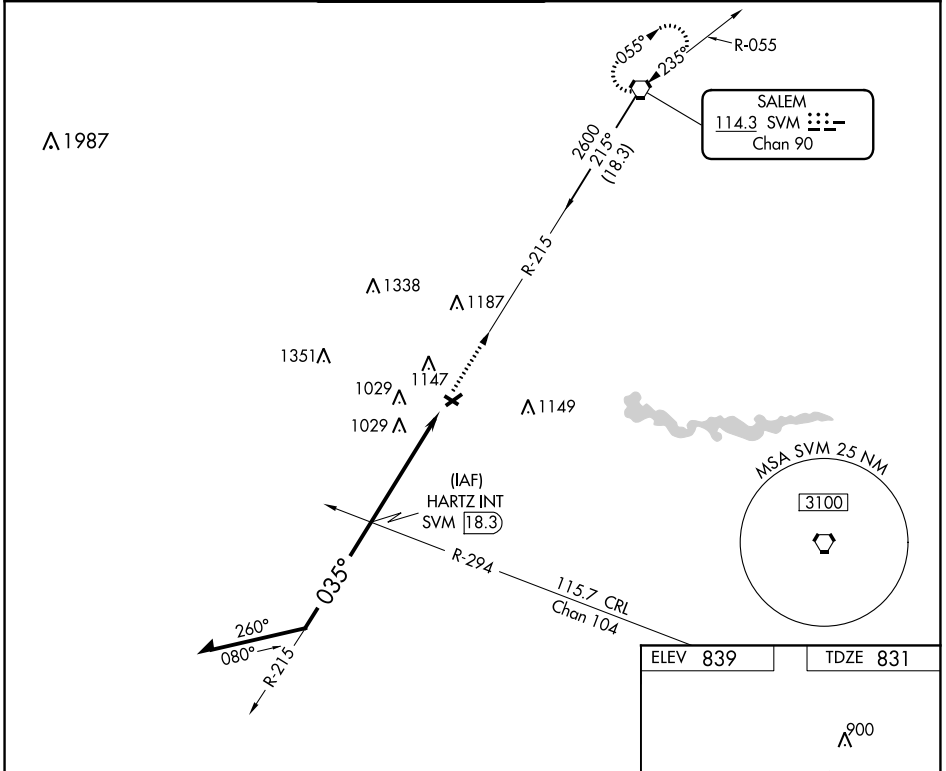 055°
235°
R-055
SALEM
114.3 SVM
Chan 90
1987
2600
215°
(18.3)
R-215
1338
1187
1351
1147
1029
1149
1029
MSA SVM 25 NM
3100
(IAF)
HARTZ INT
SVM 18.3
R-294
115.7 CRL
Chan 104
035°
260°
080°
R-215
ELEV 839
TDZE 831
900